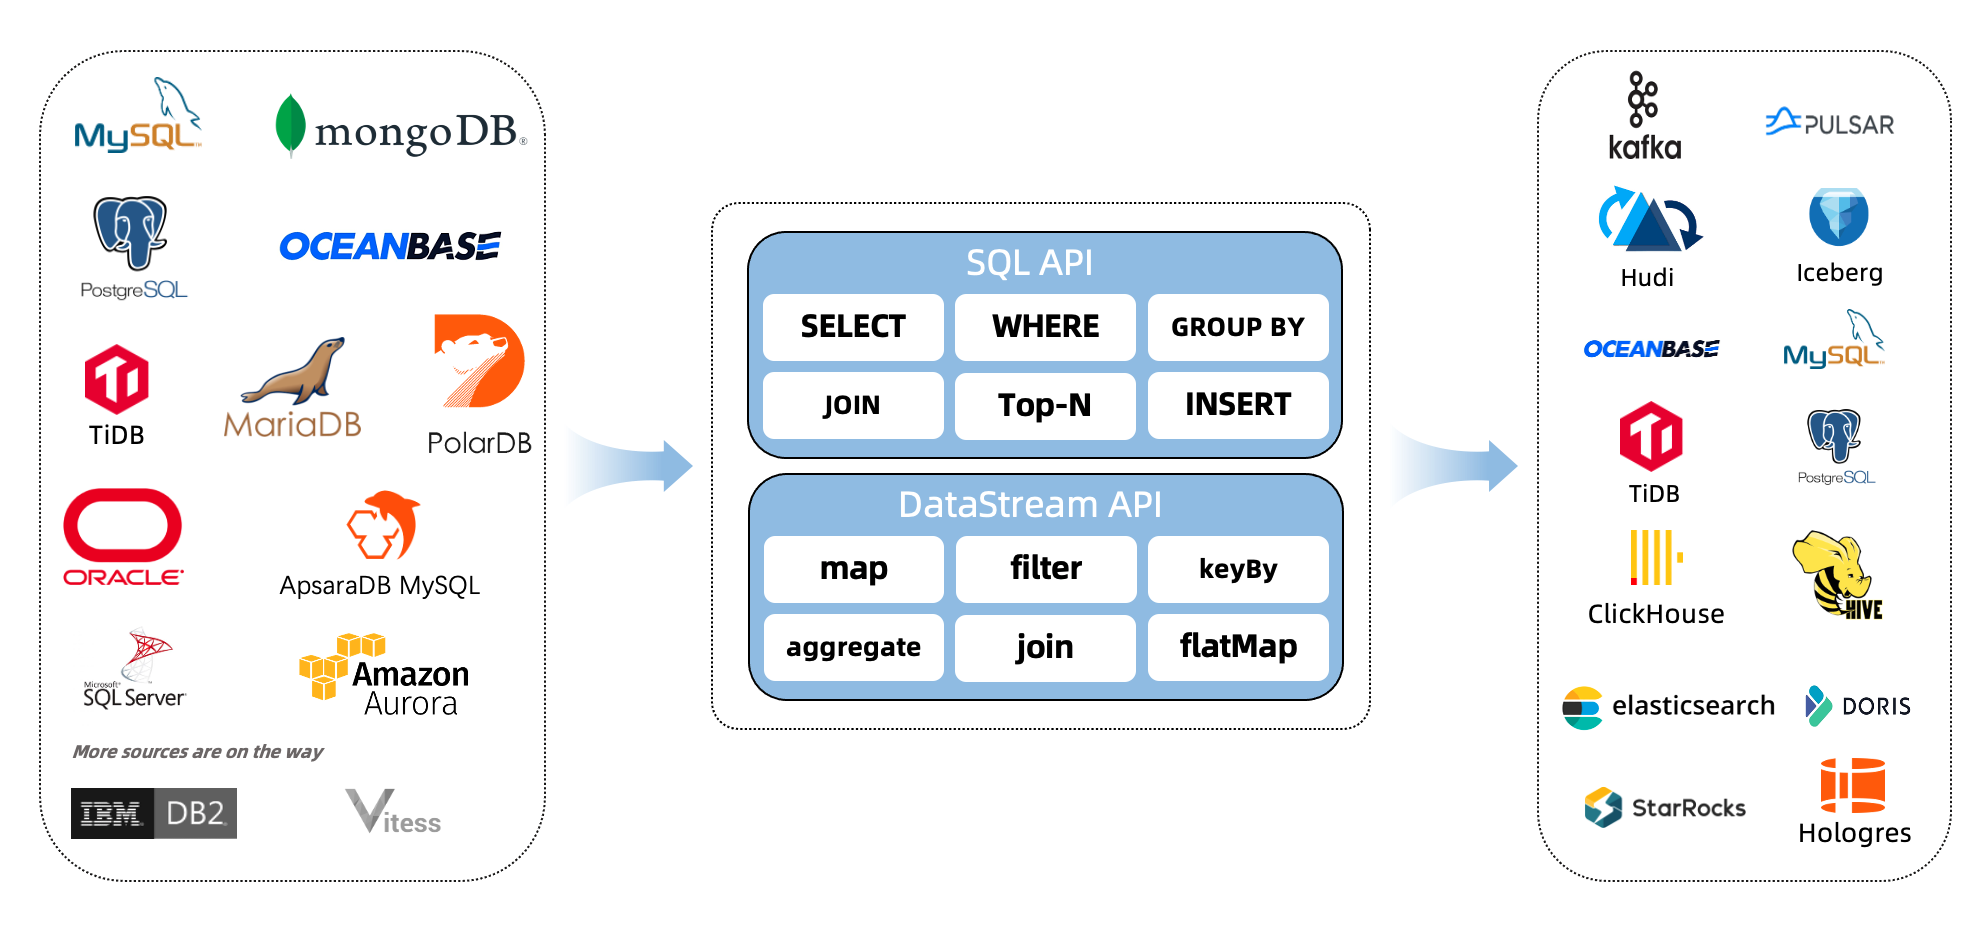 MySQL™
mongoDB®
PostgreSQL
OCEANBASE
TiDB
MariaDB
PolarDB
ORACLE®
ApsaraDB MySQL
Microsoft®
SQL Server®
Amazon
Aurora
More sources are on the way
IBM® DB2®
Vitess
SQL API
SELECT
WHERE
GROUP BY
JOIN
Top-N
INSERT
DataStream API
map
filter
keyBy
aggregate
join
flatMap
kafka
PULSAR
Hudi
Iceberg
OCEANBASE
MySQL™
TiDB
PostgreSQL
ClickHouse
HIVE
elasticsearch
DORIS
StarRocks
Hologres